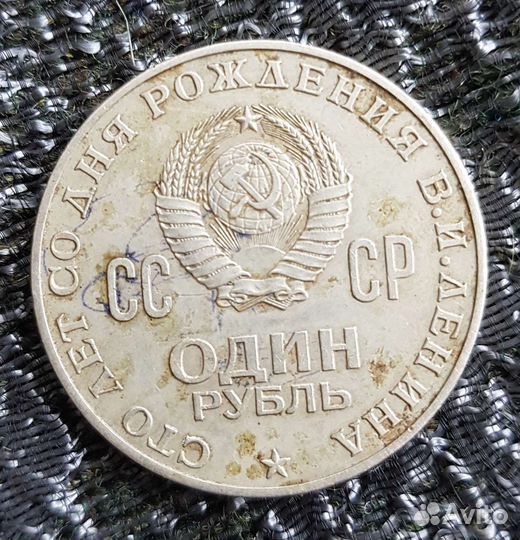 СТО ЛЕТ СО ДНЯ РОЖДЕНИЯ В.И.ЛЕНИНА
СС СР
ОДИН
РУБЛЬ
Avito